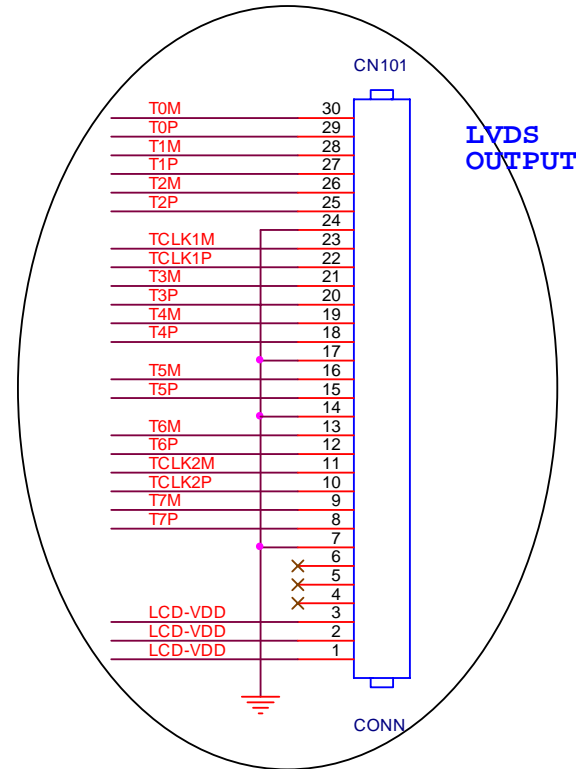 CN101
LVDS
OUTPUT
T0M 30
T0P 29
T1M 28
T1P 27
T2M 26
T2P 25
24
TCLK1M 23
TCLK1P 22
T3M 21
T3P 20
T4M 19
T4P 18
17
T5M 16
T5P 15
14
T6M 13
T6P 12
TCLK2M 11
TCLK2P 10
T7M 9
T7P 8
7
6
5
4
LCD-VDD 3
LCD-VDD 2
LCD-VDD 1
CONN